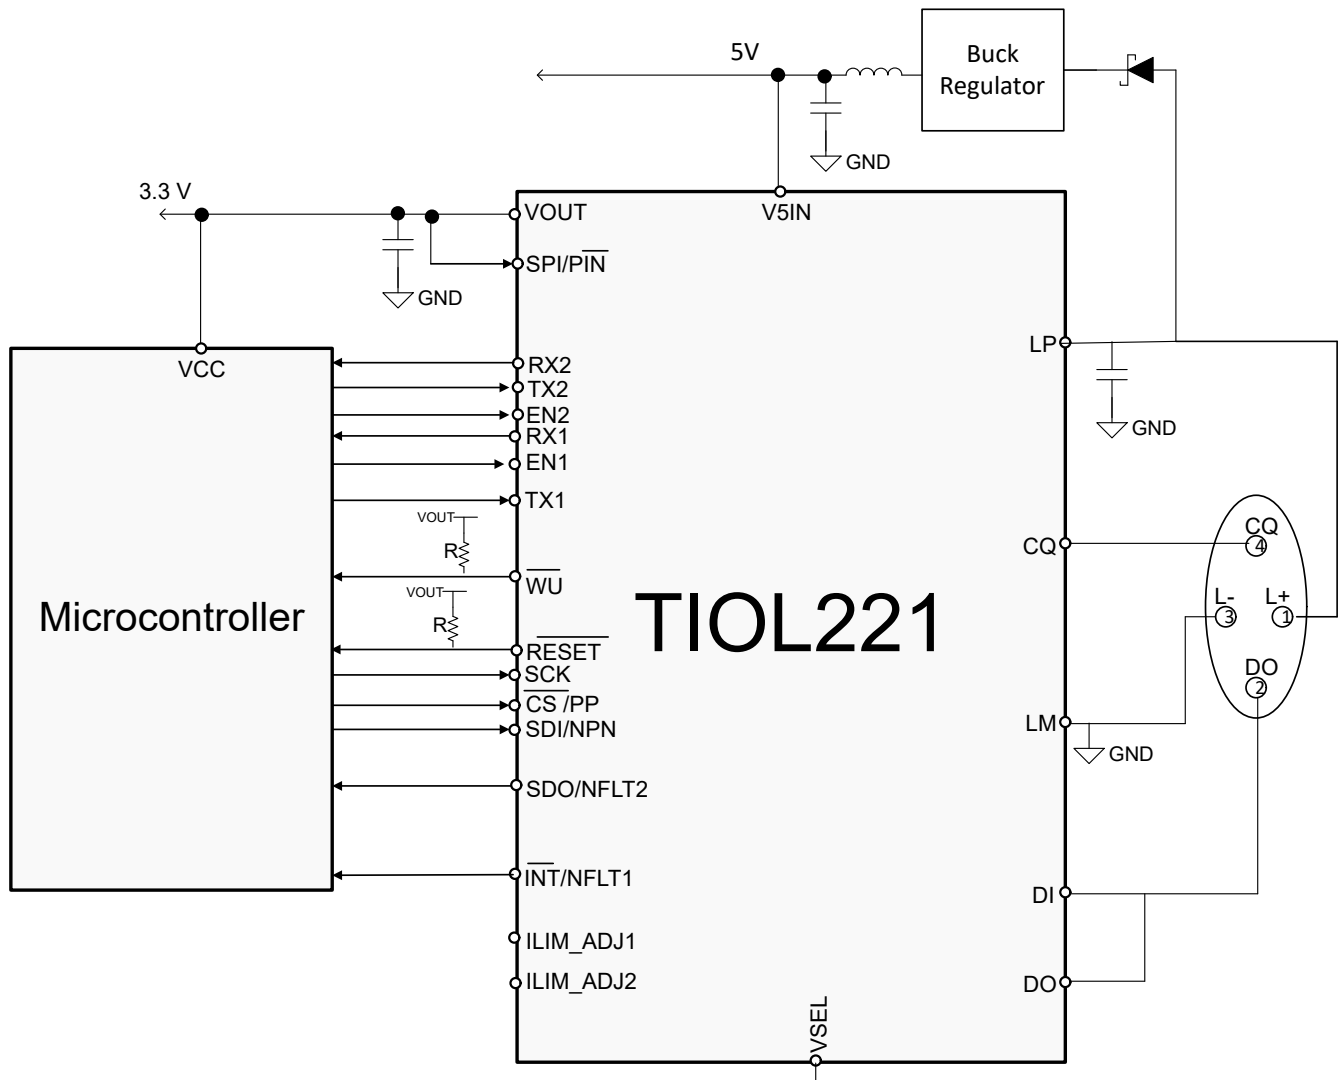 5V
Buck
Regulator
GND
3.3 V
VOUT
V5IN
SPI/PIN
GND
VCC
LP
RX2
TX2
EN2
RX1
EN1
TX1
GND
VOUT
R
CQ
CQ
4
WU
VOUT
R
Microcontroller
TIOL221
L-
L+
3
1
RESET
SCK
CS /PP
SDI/NPN
DO
2
LM
GND
SDO/NFLT2
INT/NFLT1
DI
ILIM_ADJ1
ILIM_ADJ2
DO
VSEL